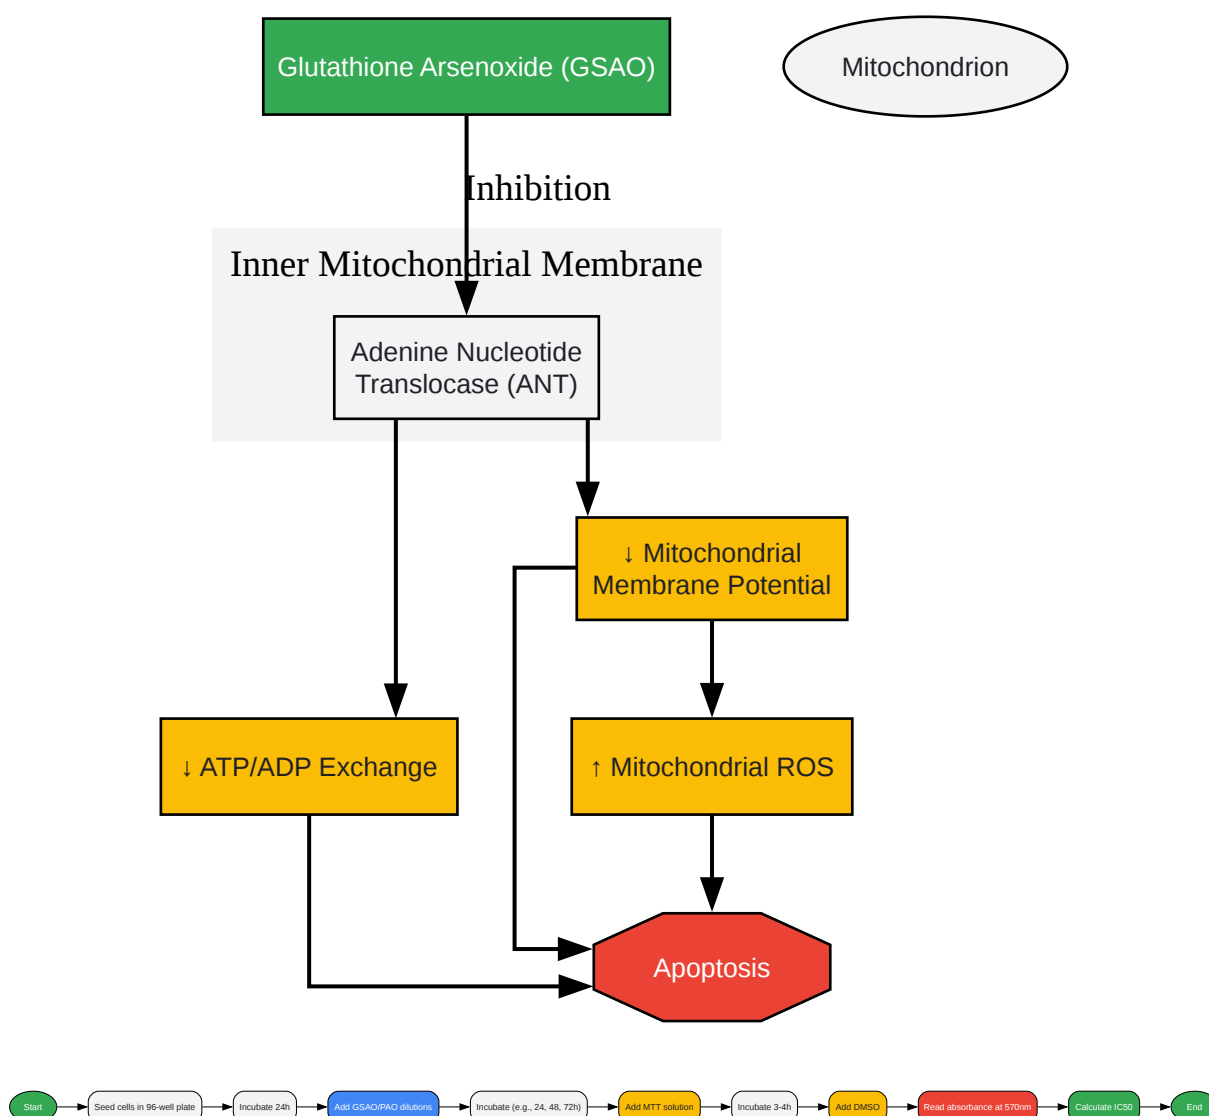 Glutathione Arsenoxide (GSAO)
Mitochondrion
Inhibition
Inner Mitochondrial Membrane
Adenine Nucleotide
Translocase (ANT)
↓ Mitochondrial
Membrane Potential
↓ ATP/ADP Exchange
↑ Mitochondrial ROS
Apoptosis
Start
Seed cells in 96-well plate
Incubate 24h
Add GSAO/PAO dilutions
Incubate (e.g., 24, 48, 72h)
Add MTT solution
Incubate 3-4h
Add DMSO
Read absorbance at 570nm
Calculate IC50
End